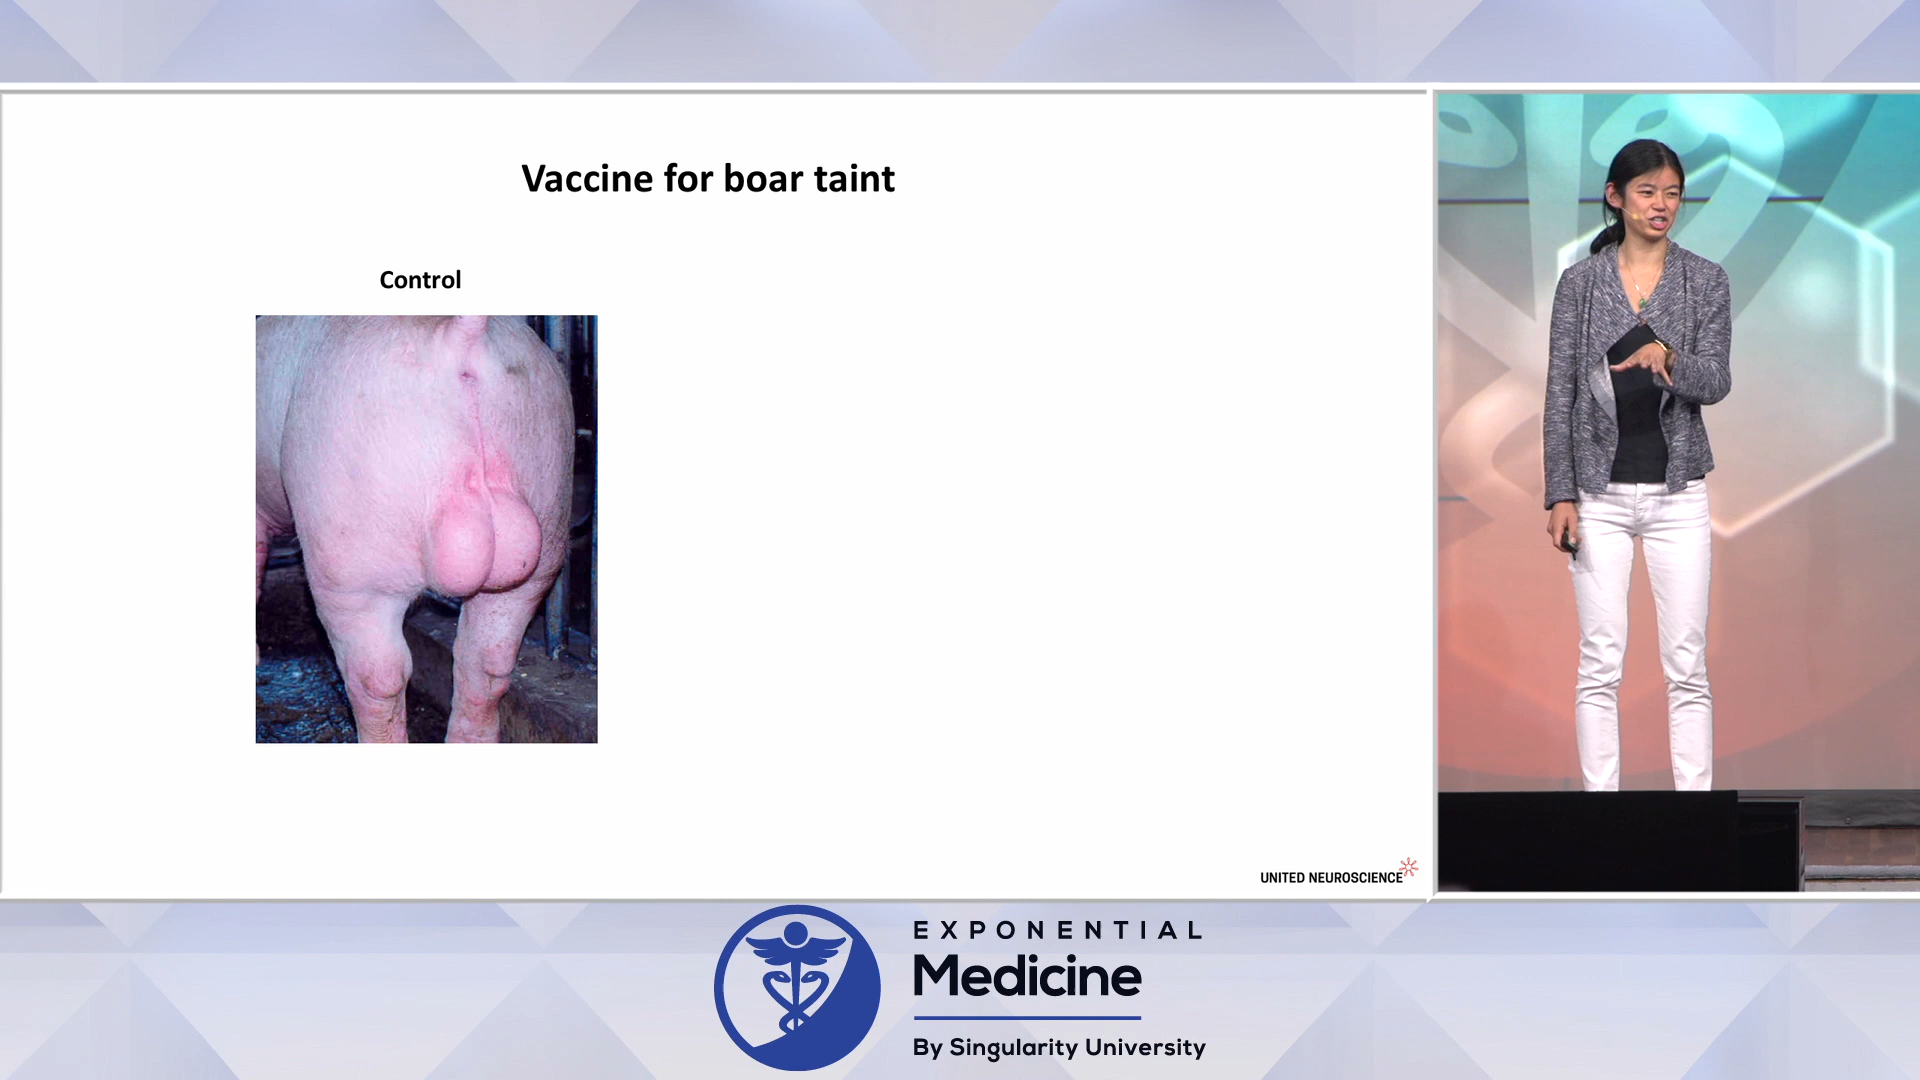 Vaccine for boar taint
Control
UNITED NEUROSCIENCE
EXPONENTIAL
Medicine
By Singularity University